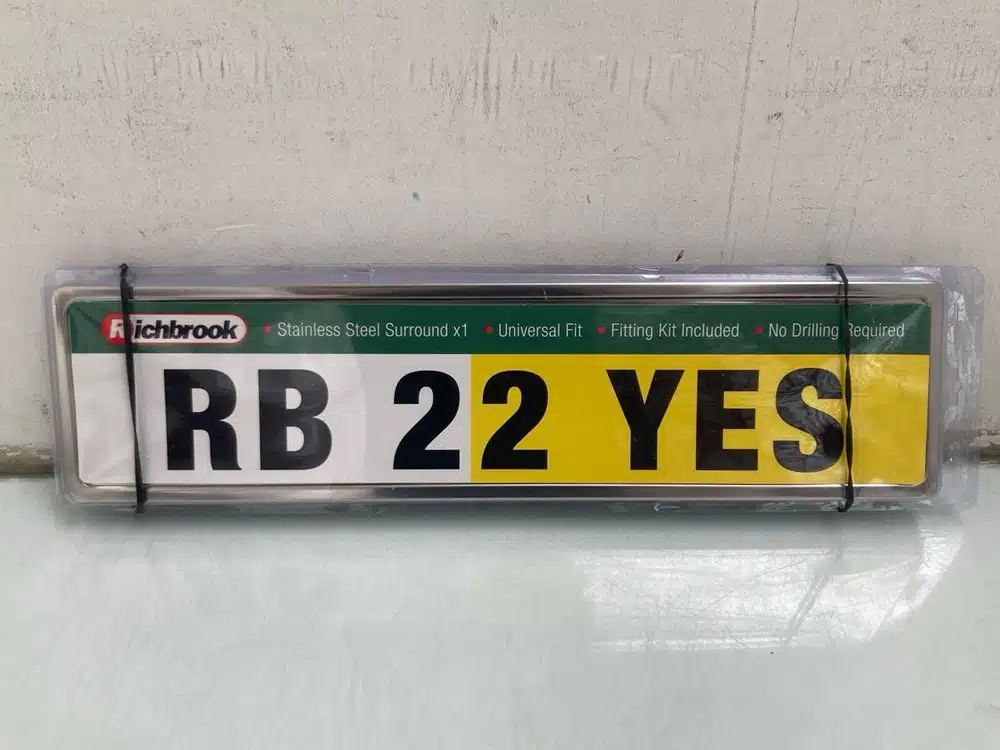 Richbrook • Stainless Steel Surround x1 • Universal Fit • Fitting Kit Included • No Drilling Required
RB 22 YES